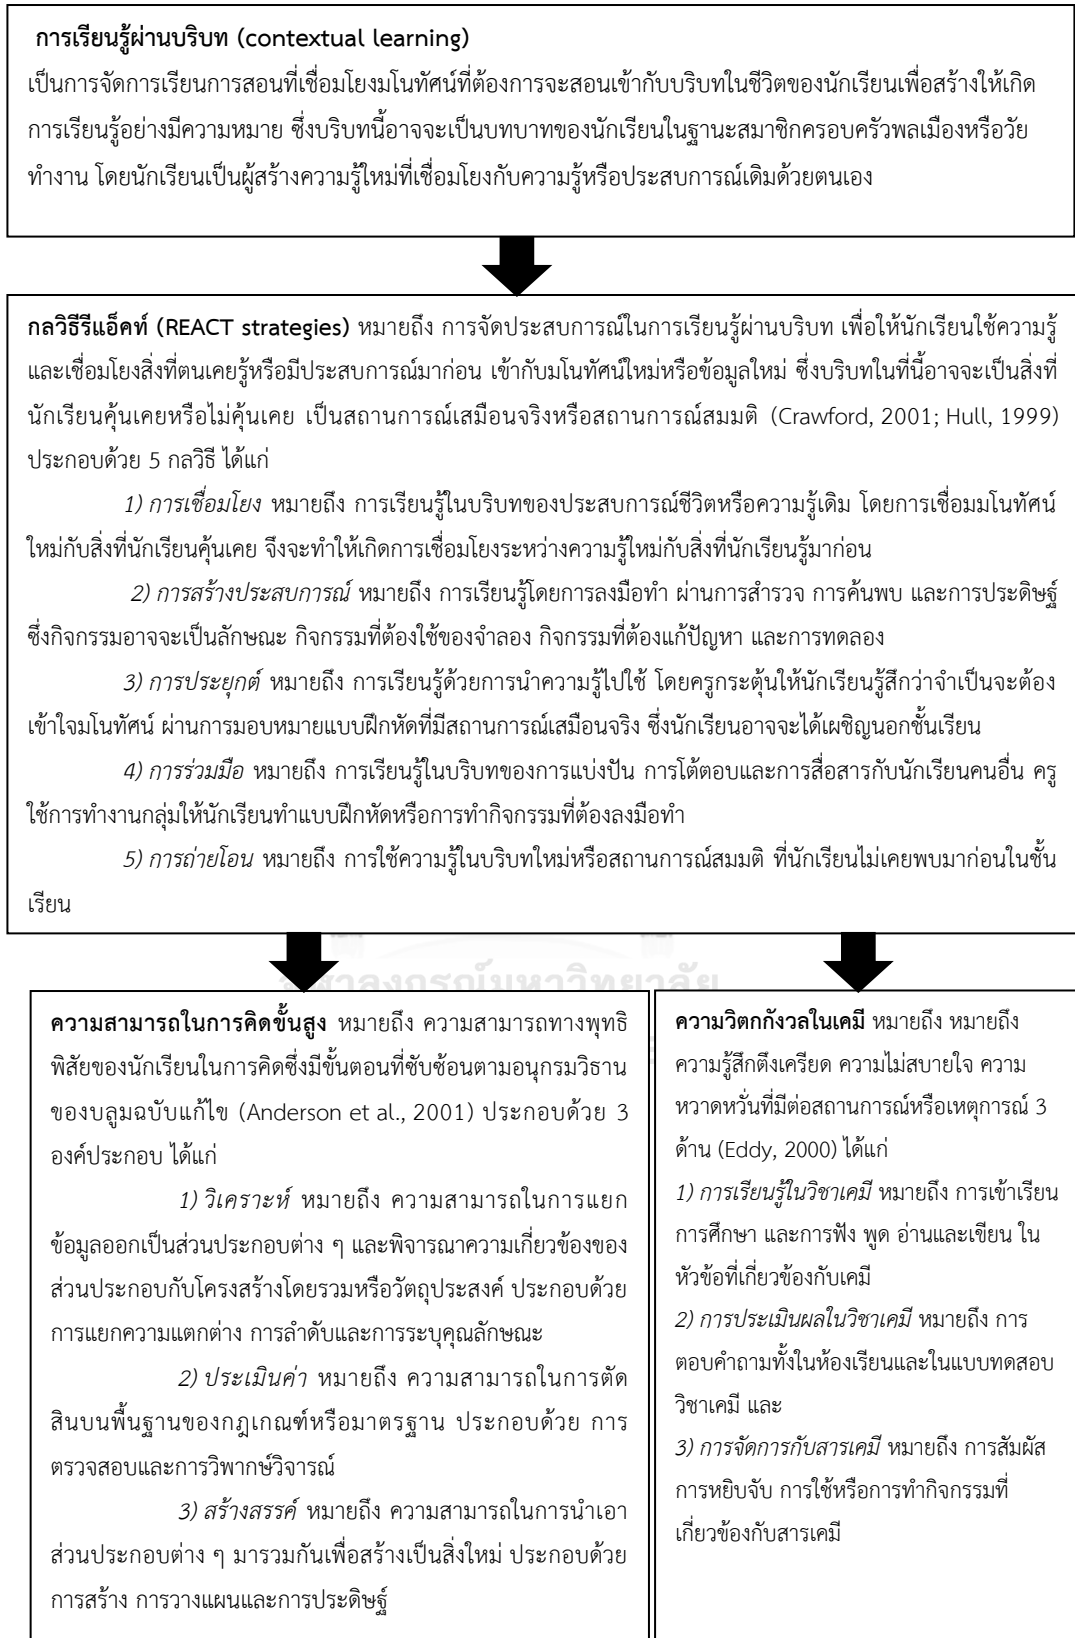 การเรียนรู้ผ่านบริบท (contextual learning)
เป็นการจัดการเรียนการสอนที่เชื่อมโยงมโนทัศน์ที่ต้องการจะสอนเข้ากับบริบทในชีวิตของนักเรียนเพื่อสร้างให้เกิด
การเรียนรู้อย่างมีความหมาย ซึ่งบริบทนี้อาจจะเป็นบทบาทของนักเรียนในฐานะสมาชิกครอบครัวพลเมืองหรือวัย
ทำงาน โดยนักเรียนเป็นผู้สร้างความรู้ใหม่ที่เชื่อมโยงกับความรู้หรือประสบการณ์เดิมด้วยตนเอง
กลวิธีรีแอ็คท์ (REACT strategies) หมายถึง การจัดประสบการณ์ในการเรียนรู้ผ่านบริบท เพื่อให้นักเรียนใช้ความรู้
และเชื่อมโยงสิ่งที่ตนเคยรู้หรือมีประสบการณ์มาก่อน เข้ากับมโนทัศน์ใหม่หรือข้อมูลใหม่ ซึ่งบริบทในที่นี้อาจจะเป็นสิ่งที่
นักเรียนคุ้นเคยหรือไม่คุ้นเคย เป็นสถานการณ์เสมือนจริงหรือสถานการณ์สมมติ (Crawford, 2001; Hull, 1999)
ประกอบด้วย 5 กลวิธี ได้แก่
1) การเชื่อมโยง หมายถึง การเรียนรู้ในบริบทของประสบการณ์ชีวิตหรือความรู้เดิม โดยการเชื่อมมโนทัศน์
ใหม่กับสิ่งที่นักเรียนคุ้นเคย จึงจะทำให้เกิดการเชื่อมโยงระหว่างความรู้ใหม่กับสิ่งที่นักเรียนรู้มาก่อน
2) การสร้างประสบการณ์ หมายถึง การเรียนรู้โดยการลงมือทำ ผ่านการสำรวจ การค้นพบ และการประดิษฐ์
ซึ่งกิจกรรมอาจจะเป็นลักษณะ กิจกรรมที่ต้องใช้ของจำลอง กิจกรรมที่ต้องแก้ปัญหา และการทดลอง
3) การประยุกต์ หมายถึง การเรียนรู้ด้วยการนำความรู้ไปใช้ โดยครูกระตุ้นให้นักเรียนรู้สึกว่าจำเป็นจะต้อง
เข้าใจมโนทัศน์ ผ่านการมอบหมายแบบฝึกหัดที่มีสถานการณ์เสมือนจริง ซึ่งนักเรียนอาจจะได้เผชิญนอกชั้นเรียน
4) การร่วมมือ หมายถึง การเรียนรู้ในบริบทของการแบ่งปัน การโต้ตอบและการสื่อสารกับนักเรียนคนอื่น ครู
ใช้การทำงานกลุ่มให้นักเรียนทำแบบฝึกหัดหรือการทำกิจกรรมที่ต้องลงมือทำ
5) การถ่ายโอน หมายถึง การใช้ความรู้ในบริบทใหม่หรือสถานการณ์สมมติ ที่นักเรียนไม่เคยพบมาก่อนในชั้น
เรียน
จุฬาลงกรณ์มหาวิทยาลัย
ความสามารถในการคิดขั้นสูง หมายถึง ความสามารถทางพุทธิ
พิสัยของนักเรียนในการคิดซึ่งมีขั้นตอนที่ซับซ้อนตามอนุกรมวิธาน
ของบลูมฉบับแก้ไข (Anderson et al., 2001) ประกอบด้วย 3
องค์ประกอบ ได้แก่
1) วิเคราะห์ หมายถึง ความสามารถในการแยก
ข้อมูลออกเป็นส่วนประกอบต่าง ๆ และพิจารณาความเกี่ยวข้องของ
ส่วนประกอบกับโครงสร้างโดยรวมหรือวัตถุประสงค์ ประกอบด้วย
การแยกความแตกต่าง การลำดับและการระบุคุณลักษณะ
2) ประเมินค่า หมายถึง ความสามารถในการตัด
สินบนพื้นฐานของกฎเกณฑ์หรือมาตรฐาน ประกอบด้วย การ
ตรวจสอบและการวิพากษ์วิจารณ์
3) สร้างสรรค์ หมายถึง ความสามารถในการนำเอา
ส่วนประกอบต่าง ๆ มารวมกันเพื่อสร้างเป็นสิ่งใหม่ ประกอบด้วย
การสร้าง การวางแผนและการประดิษฐ์
ความวิตกกังวลในเคมี หมายถึง หมายถึง
ความรู้สึกตึงเครียด ความไม่สบายใจ ความ
หวาดหวั่นที่มีต่อสถานการณ์หรือเหตุการณ์ 3
ด้าน (Eddy, 2000) ได้แก่
1) การเรียนรู้ในวิชาเคมี หมายถึง การเข้าเรียน
การศึกษา และการฟัง พูด อ่านและเขียน ใน
หัวข้อที่เกี่ยวข้องกับเคมี
2) การประเมินผลในวิชาเคมี หมายถึง การ
ตอบคำถามทั้งในห้องเรียนและในแบบทดสอบ
วิชาเคมี และ
3) การจัดการกับสารเคมี หมายถึง การสัมผัส
การหยิบจับ การใช้หรือการทำกิจกรรมที่
เกี่ยวข้องกับสารเคมี